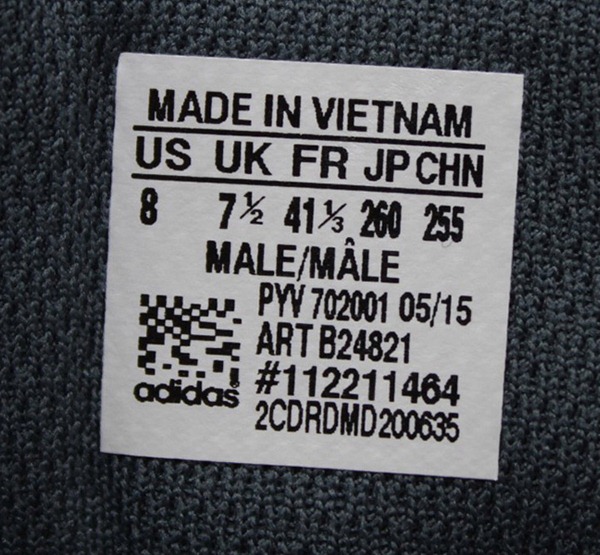 MADE IN VIETNAM
US UK FR JP CHN
8 7½ 41⅓ 260 255
MALE/MÂLE
PYV 702001 05/15
ART B24821
#112211464
adidas®
2CDRDMD200635